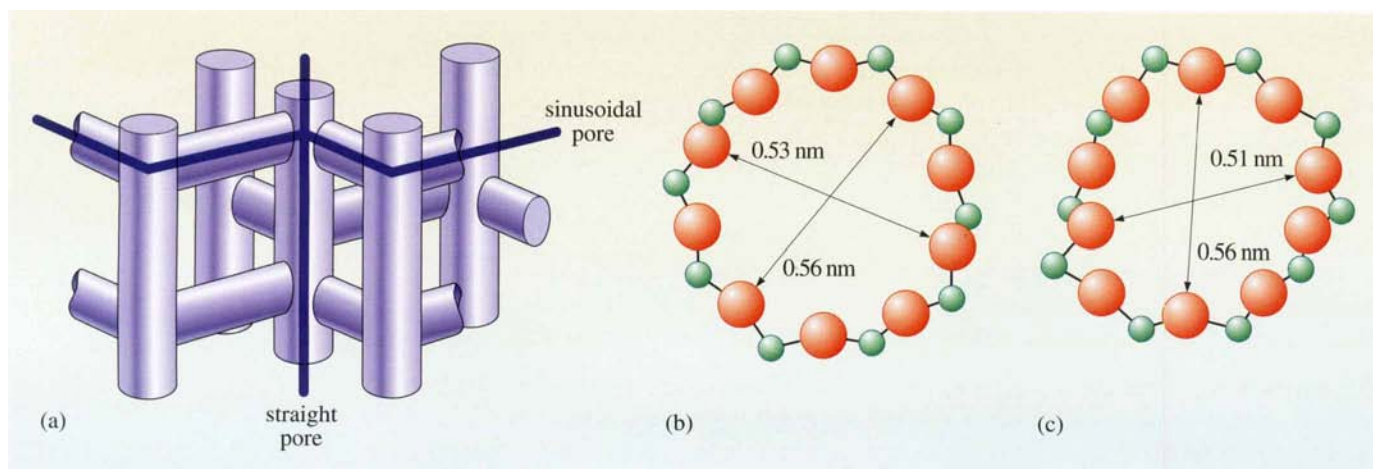 sinusoidal
pore
straight
pore
(a)
0.53 nm
0.56 nm
(b)
0.51 nm
0.56 nm
(c)